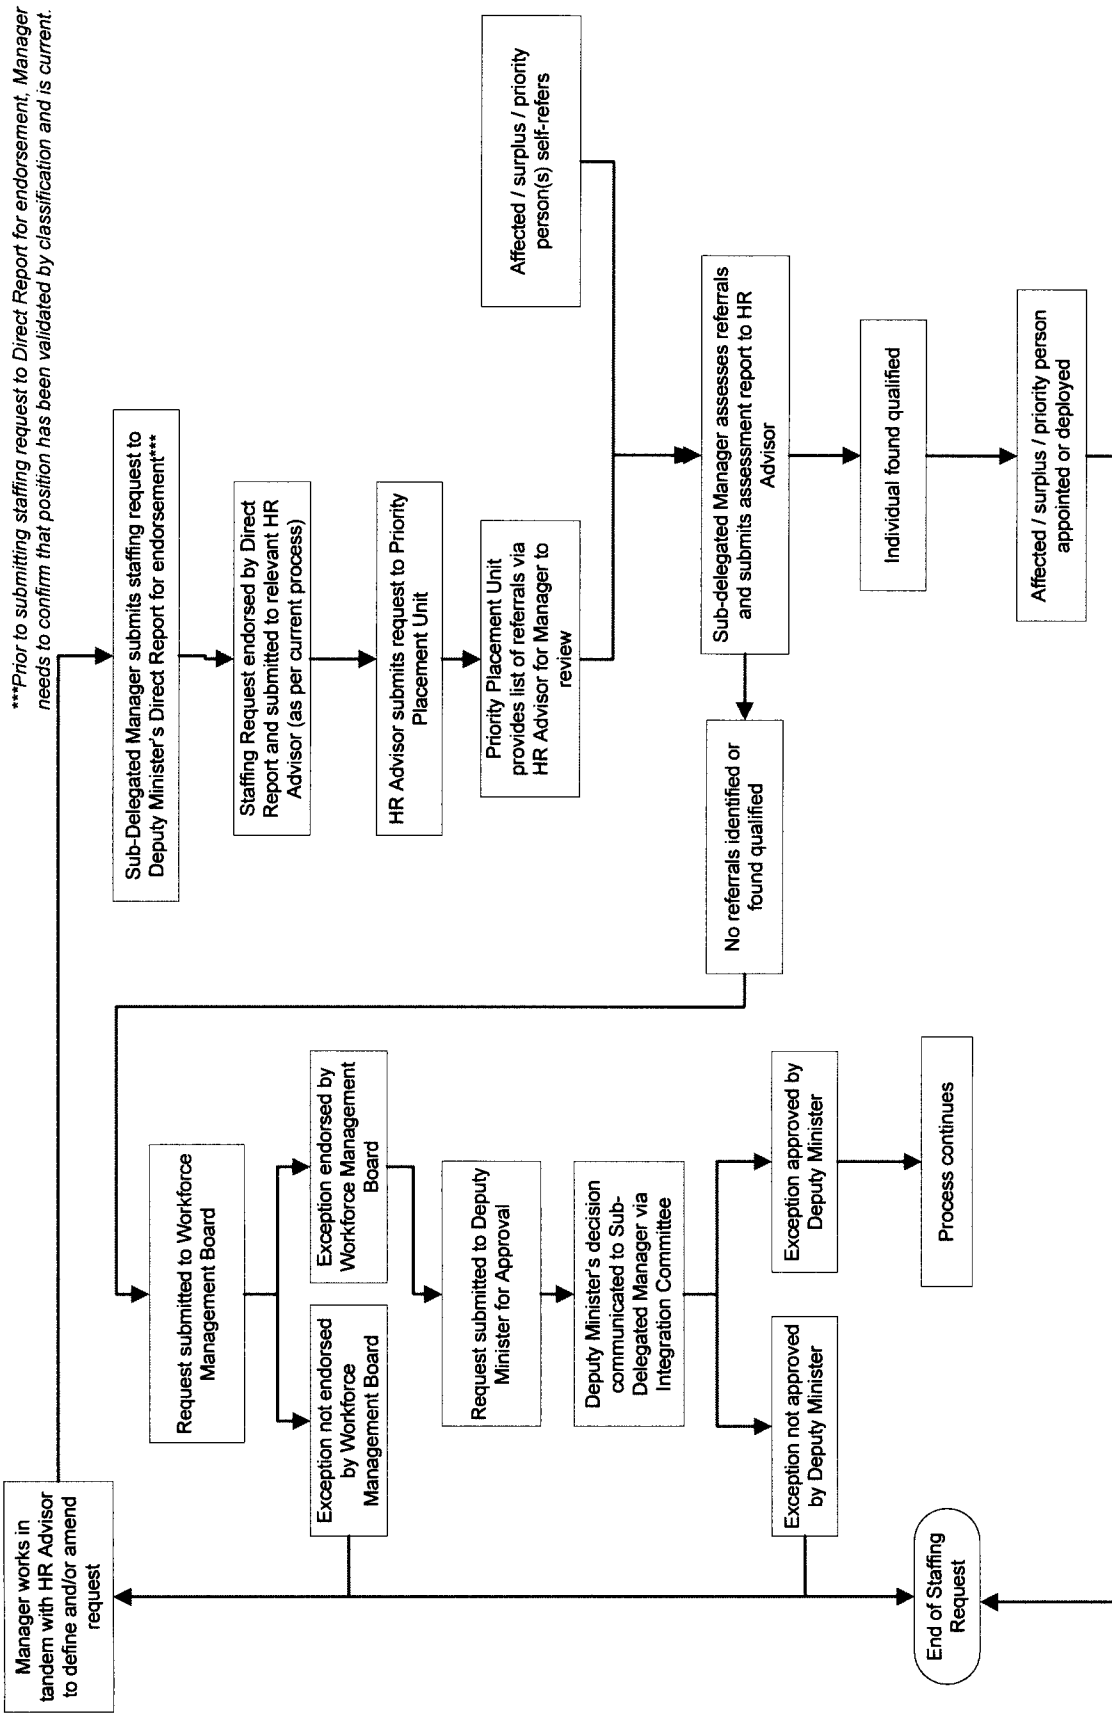 ***Prior to submitting staffing request to Direct Report for endorsement, Manager
needs to confirm that position has been validated by classification and is current.
Manager works in
tandem with HR Advisor
to define and/or amend
request
Sub-Delegated Manager submits staffing request to
Deputy Minister's Direct Report for endorsement***
Staffing Request endorsed by Direct
Report and submitted to relevant HR
Advisor (as per current process)
HR Advisor submits request to Priority
Placement Unit
Priority Placement Unit
provides list of referrals via
HR Advisor for Manager to
review
Affected / surplus / priority
person(s) self-refers
Sub-delegated Manager assesses referrals
and submits assessment report to HR
Advisor
Individual found qualified
Affected / surplus / priority person
appointed or deployed
No referrals identified or
found qualified
Request submitted to Workforce
Management Board
Exception not endorsed
by Workforce
Management Board
Exception endorsed by
Workforce Management
Board
Request submitted to Deputy
Minister for Approval
Deputy Minister's decision
communicated to Sub-
Delegated Manager via
Integration Committee
Exception not approved
by Deputy Minister
Exception approved by
Deputy Minister
Process continues
End of Staffing
Request